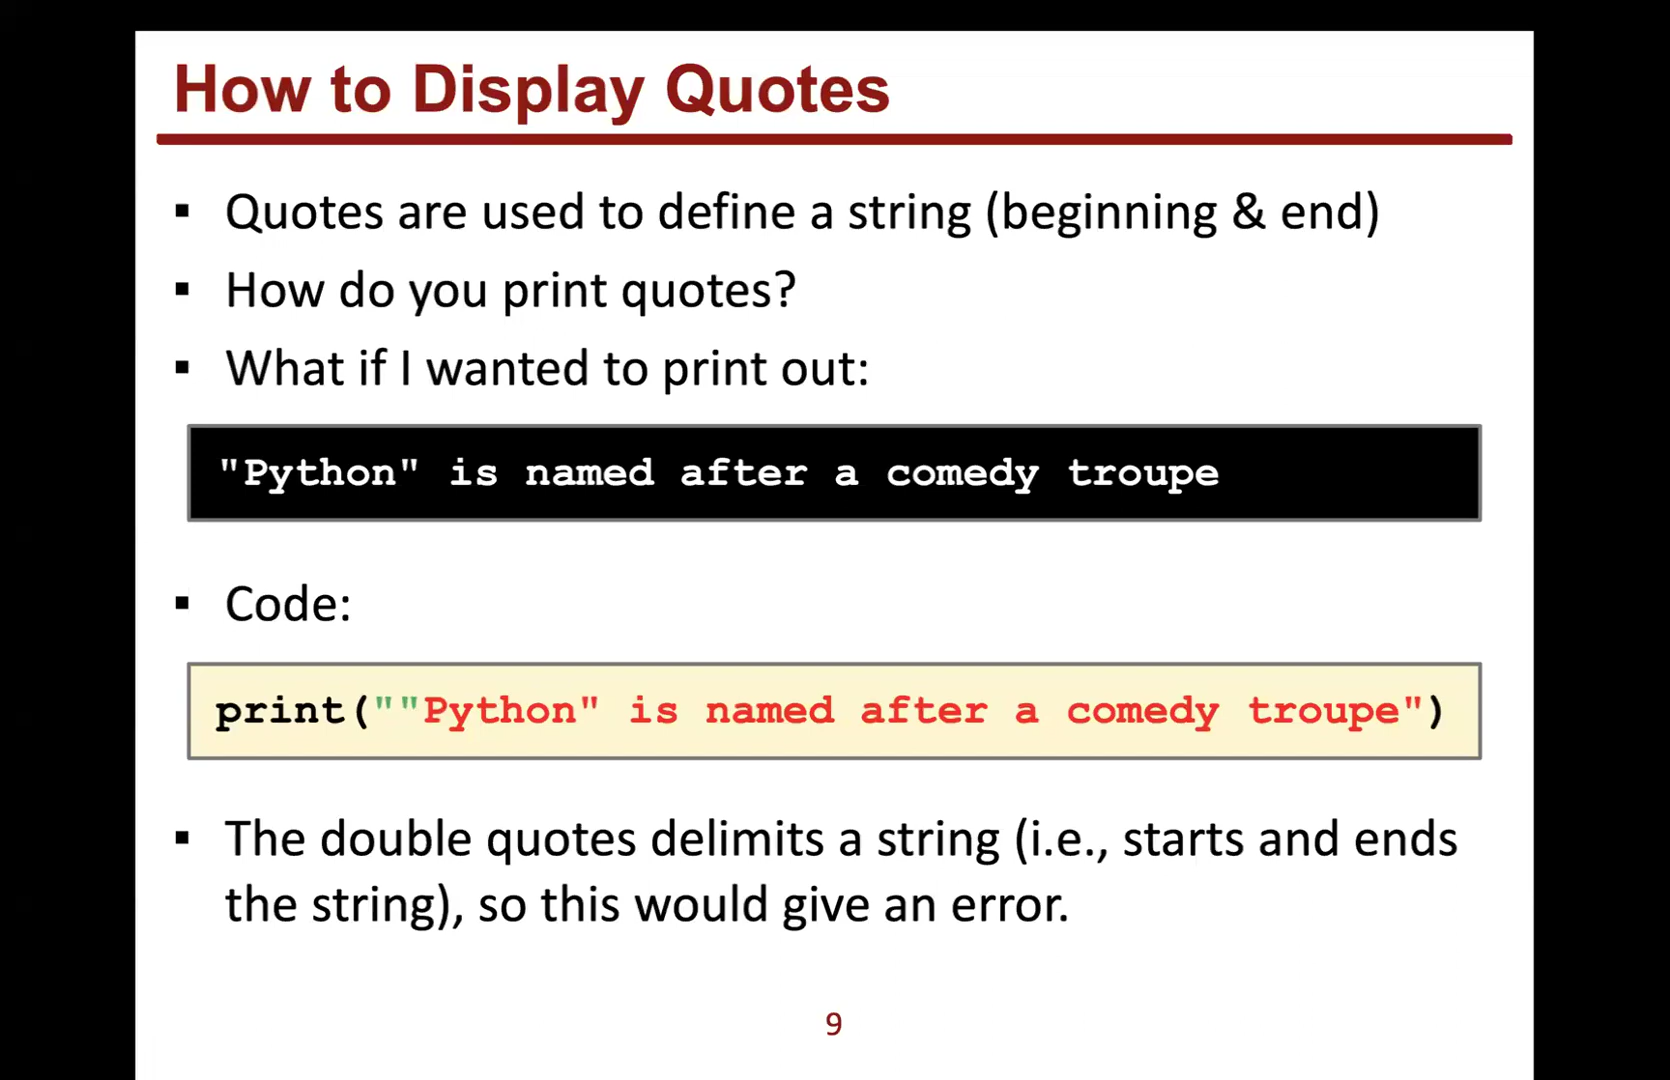 How to Display Quotes
▪ Quotes are used to define a string (beginning & end)
▪ How do you print quotes?
▪ What if I wanted to print out:
"Python" is named after a comedy troupe
▪ Code:
print(""Python" is named after a comedy troupe")
▪ The double quotes delimits a string (i.e., starts and ends
the string), so this would give an error.
9